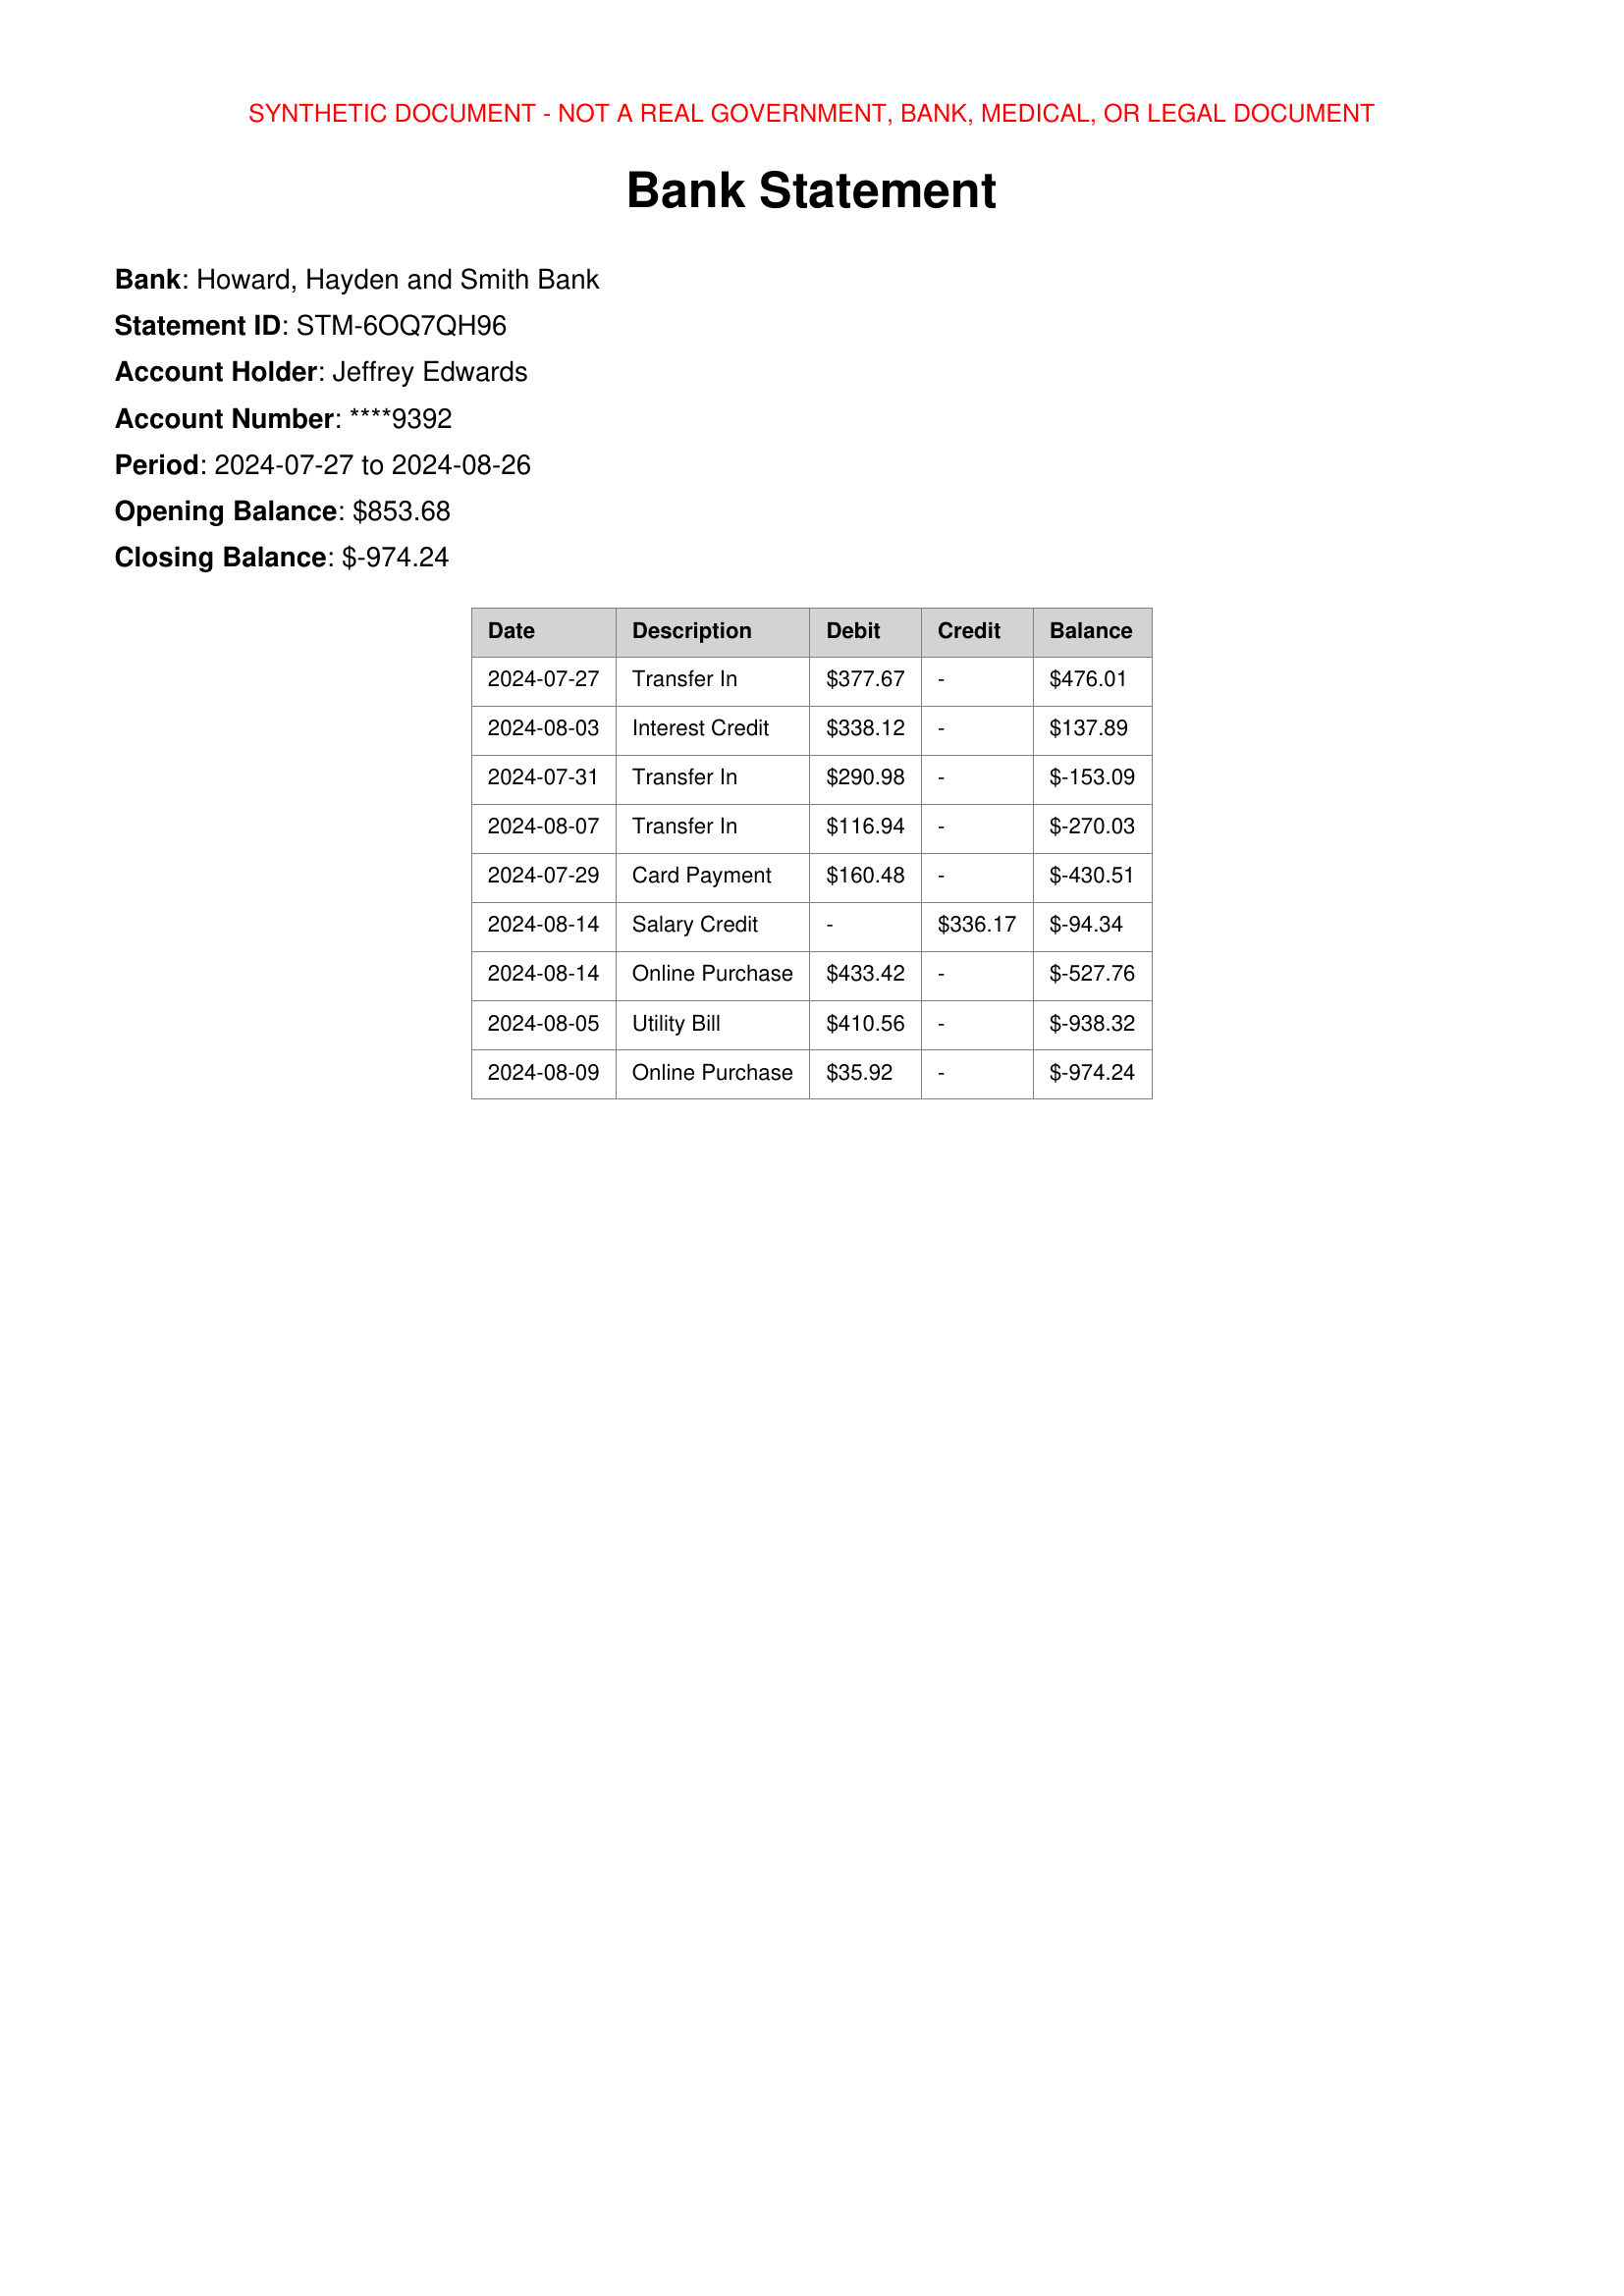 SYNTHETIC DOCUMENT - NOT A REAL GOVERNMENT, BANK, MEDICAL, OR LEGAL DOCUMENT
Bank Statement
Bank: Howard, Hayden and Smith Bank
Statement ID: STM-6OQ7QH96
Account Holder: Jeffrey Edwards
Account Number: ****9392
Period: 2024-07-27 to 2024-08-26
Opening Balance: $853.68
Closing Balance: $-974.24
Date Description Debit Credit Balance
2024-07-27 Transfer In $377.67 - $476.01
2024-08-03 Interest Credit $338.12 - $137.89
2024-07-31 Transfer In $290.98 - $-153.09
2024-08-07 Transfer In $116.94 - $-270.03
2024-07-29 Card Payment $160.48 - $-430.51
2024-08-14 Salary Credit - $336.17 $-94.34
2024-08-14 Online Purchase $433.42 - $-527.76
2024-08-05 Utility Bill $410.56 - $-938.32
2024-08-09 Online Purchase $35.92 - $-974.24